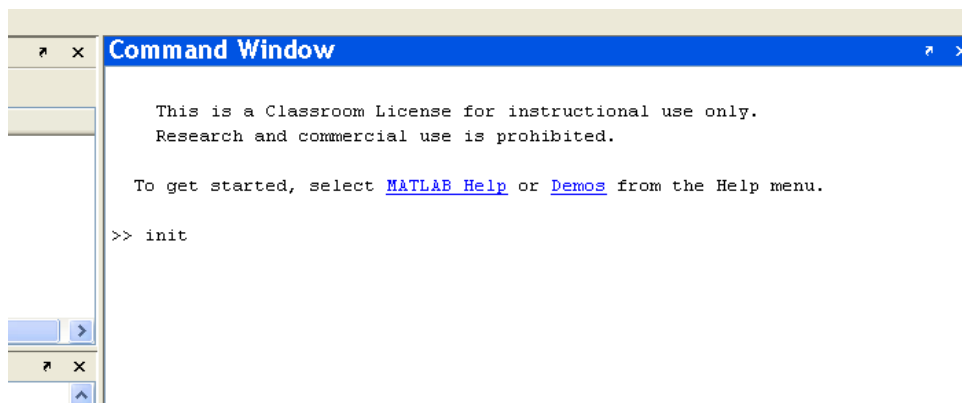 Command Window
This is a Classroom License for instructional use only.
Research and commercial use is prohibited.
To get started, select MATLAB Help or Demos from the Help menu.
>> init